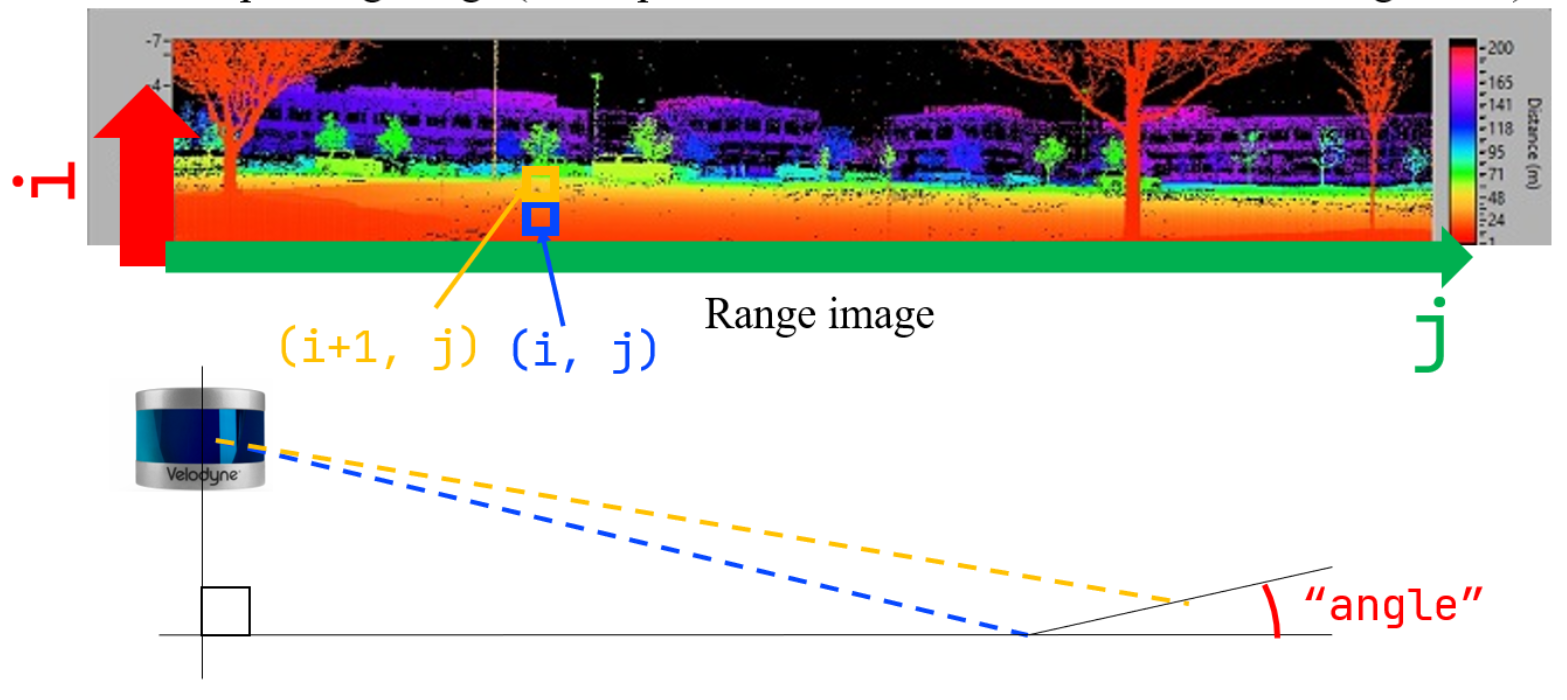 -7
-4
200
165
141
118
95
71
48
24
1
Distance (m)
i
j
Range image
(i+1, j) (i, j)
Velodyne
"angle"